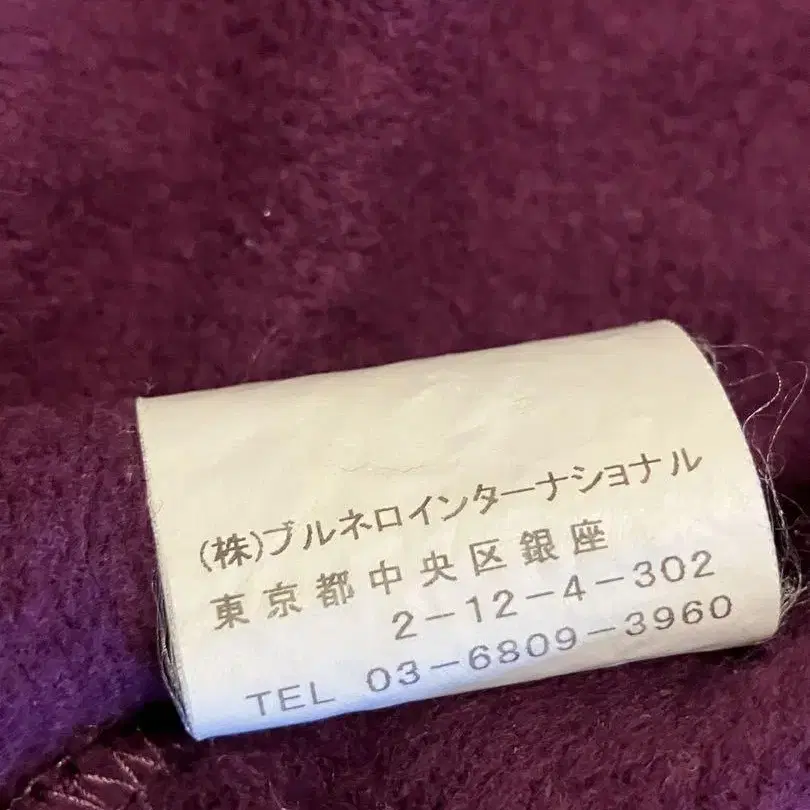 (株)ブルネロインターナショナル
東京都中央区銀座
2-12-4-302
TEL 03-6809-3960